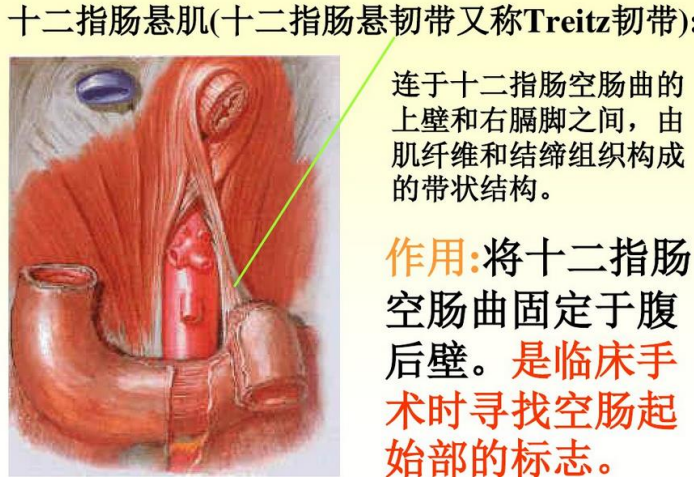 十二指肠悬肌(十二指肠悬韧带又称Treitz韧带):
连于十二指肠空肠曲的
上壁和右膈脚之间，由
肌纤维和结缔组织构成
的带状结构。
作用:将十二指肠
空肠曲固定于腹
后壁。是临床手
术时寻找空肠起
始部的标志。